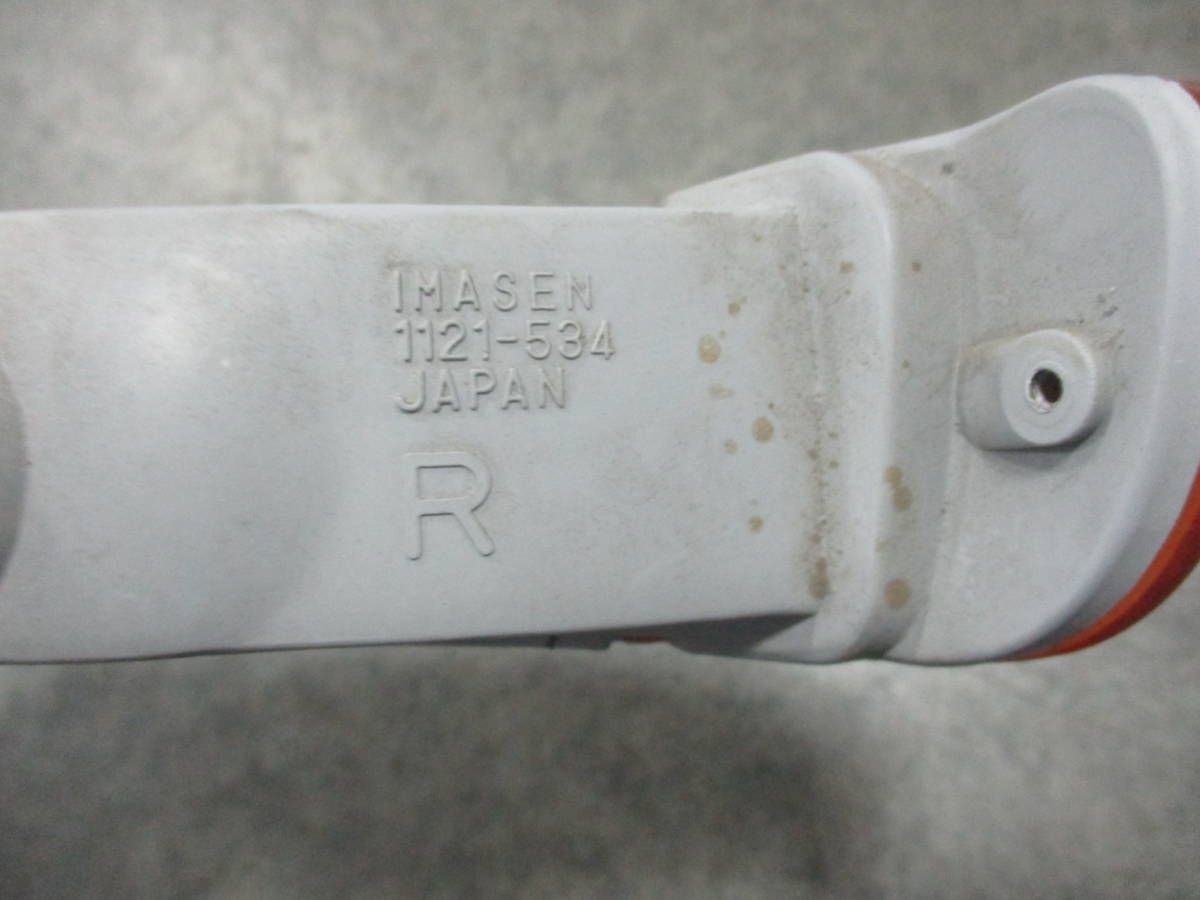 IMASEN
1121-534
JAPAN
R